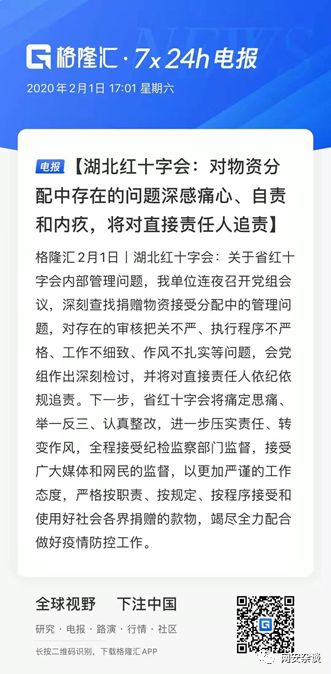 格隆汇·7x24h电报
2020年2月1日 17:01 星期六
电报【湖北红十字会：对物资分
配中存在的问题深感痛心、自责
和内疚，将对直接责任人追责】
格隆汇2月1日丨湖北红十字会：关于省红十
字会内部管理问题，我单位连夜召开党组会
议，深刻查找捐赠物资接受分配中的管理问
题，对存在的审核把关不严、执行程序不严
格、工作不细致、作风不扎实等问题，会党
组作出深刻检讨，并将对直接责任人依纪依
规追责。下一步，省红十字会将痛定思痛、
举一反三、认真整改，进一步压实责任、转
变作风，全程接受纪检监察部门监督，接受
广大媒体和网民的监督，以更加严谨的工作
态度，严格按职责、按规定、按程序接受和
使用好社会各界捐赠的款物，竭尽全力配合
做好疫情防控工作。
全球视野 下注中国
研究·电报·路演·行情·社区
长按二维码识别，下载格隆汇APP
网安杂谈
NEWS